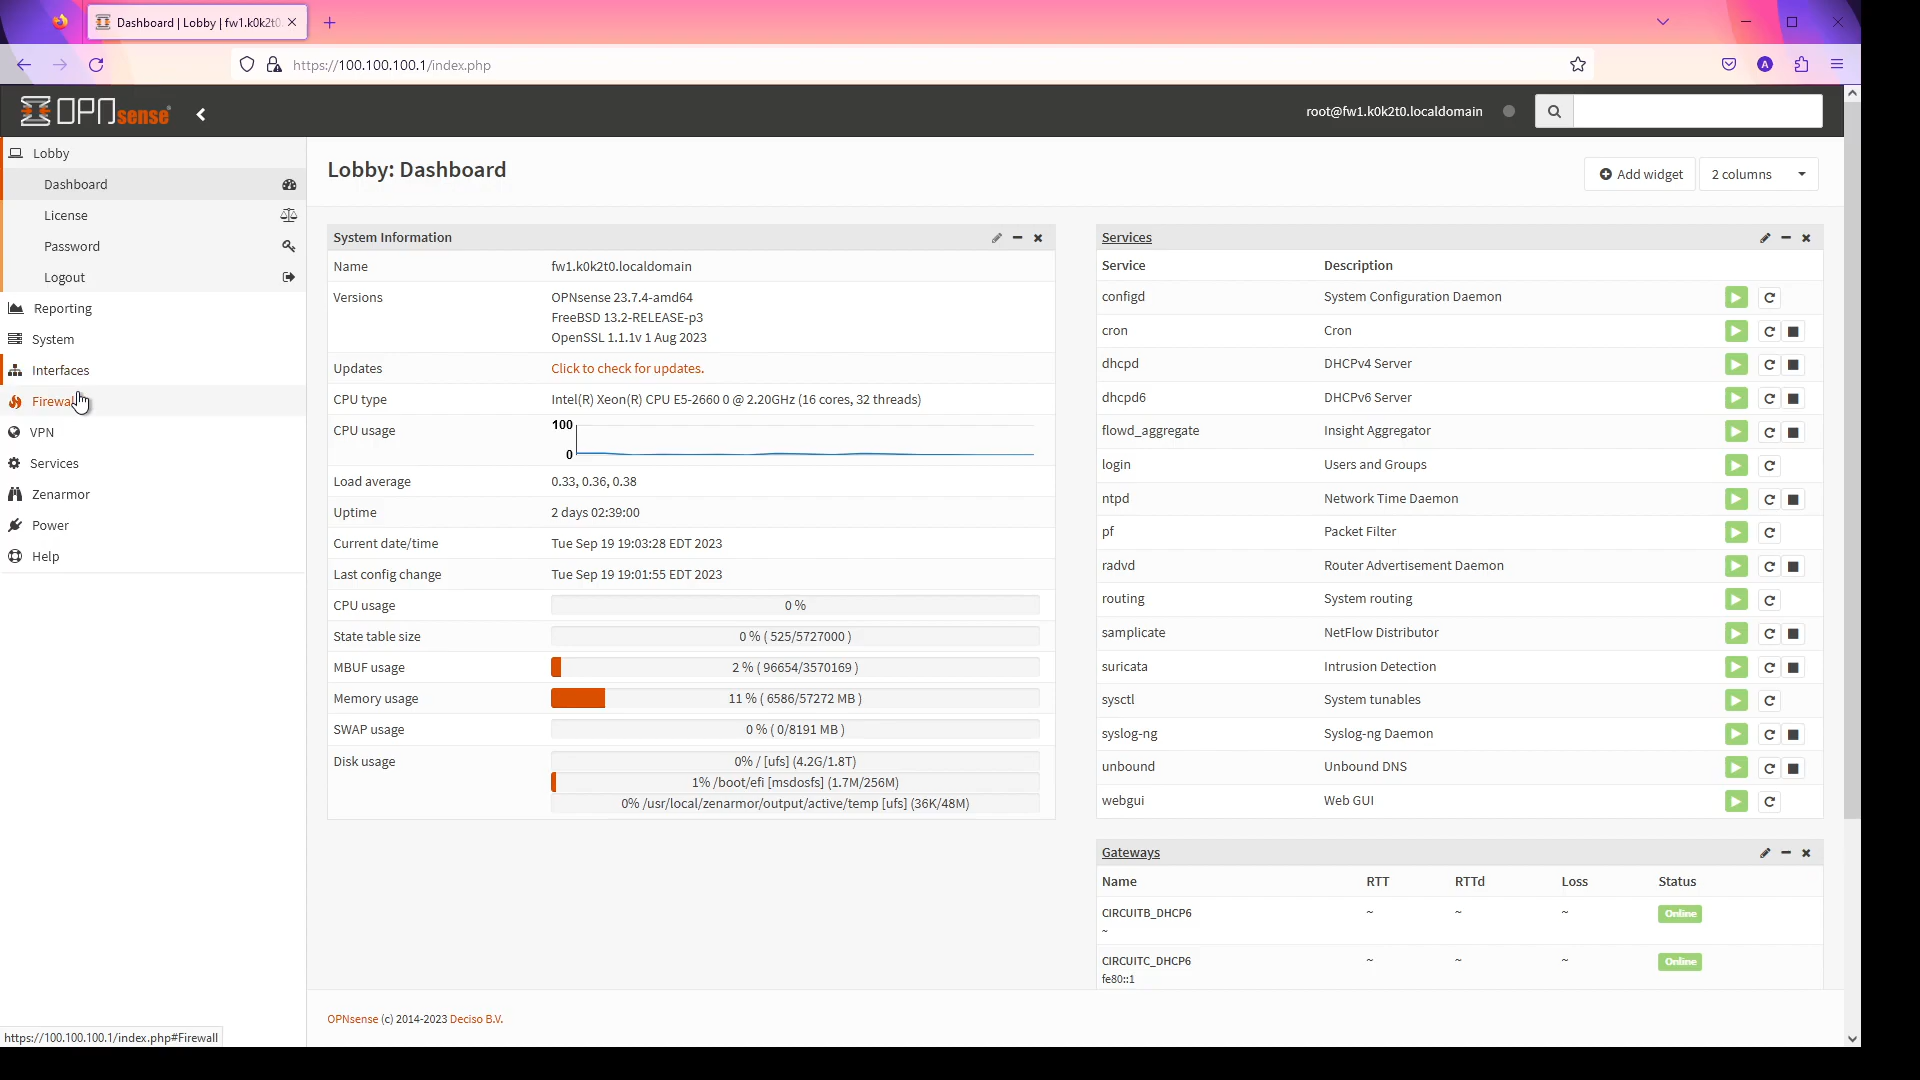 Dashboard | Lobby | fw1.k0k2t0
https://100.100.100.1/index.php
A
OPNsense
root@fw1.k0k2t0.localdomain
Lobby
Dashboard
License
Password
Logout
Reporting
System
Interfaces
Firewall
VPN
Services
Zenarmor
Power
Help
Lobby: Dashboard
Add widget
2 columns
System Information
Name fw1.k0k2t0.localdomain
Versions OPNsense 23.7.4-amd64
FreeBSD 13.2-RELEASE-p3
OpenSSL 1.1.1v 1 Aug 2023
Updates Click to check for updates.
CPU type Intel(R) Xeon(R) CPU E5-2660 0 @ 2.20GHz (16 cores, 32 threads)
CPU usage 100
0
Load average 0.33, 0.36, 0.38
Uptime 2 days 02:39:00
Current date/time Tue Sep 19 19:03:28 EDT 2023
Last config change Tue Sep 19 19:01:55 EDT 2023
CPU usage 0 %
State table size 0 % ( 525/5727000 )
MBUF usage 2 % ( 96654/3570169 )
Memory usage 11 % ( 6586/57272 MB )
SWAP usage 0 % ( 0/8191 MB )
Disk usage 0% / [ufs] (4.2G/1.8T)
1% /boot/efi [msdosfs] (1.7M/256M)
0% /usr/local/zenarmor/output/active/temp [ufs] (36K/48M)
Services
Service Description
configd System Configuration Daemon
cron Cron
dhcpd DHCPv4 Server
dhcpd6 DHCPv6 Server
flowd_aggregate Insight Aggregator
login Users and Groups
ntpd Network Time Daemon
pf Packet Filter
radvd Router Advertisement Daemon
routing System routing
samplicate NetFlow Distributor
suricata Intrusion Detection
sysctl System tunables
syslog-ng Syslog-ng Daemon
unbound Unbound DNS
webgui Web GUI
Gateways
Name RTT RTTd Loss Status
CIRCUITB_DHCP6 ~ ~ ~ Online
~
CIRCUITC_DHCP6 ~ ~ ~ Online
fe80::1
OPNsense (c) 2014-2023 Deciso B.V.
https://100.100.100.1/index.php#Firewall